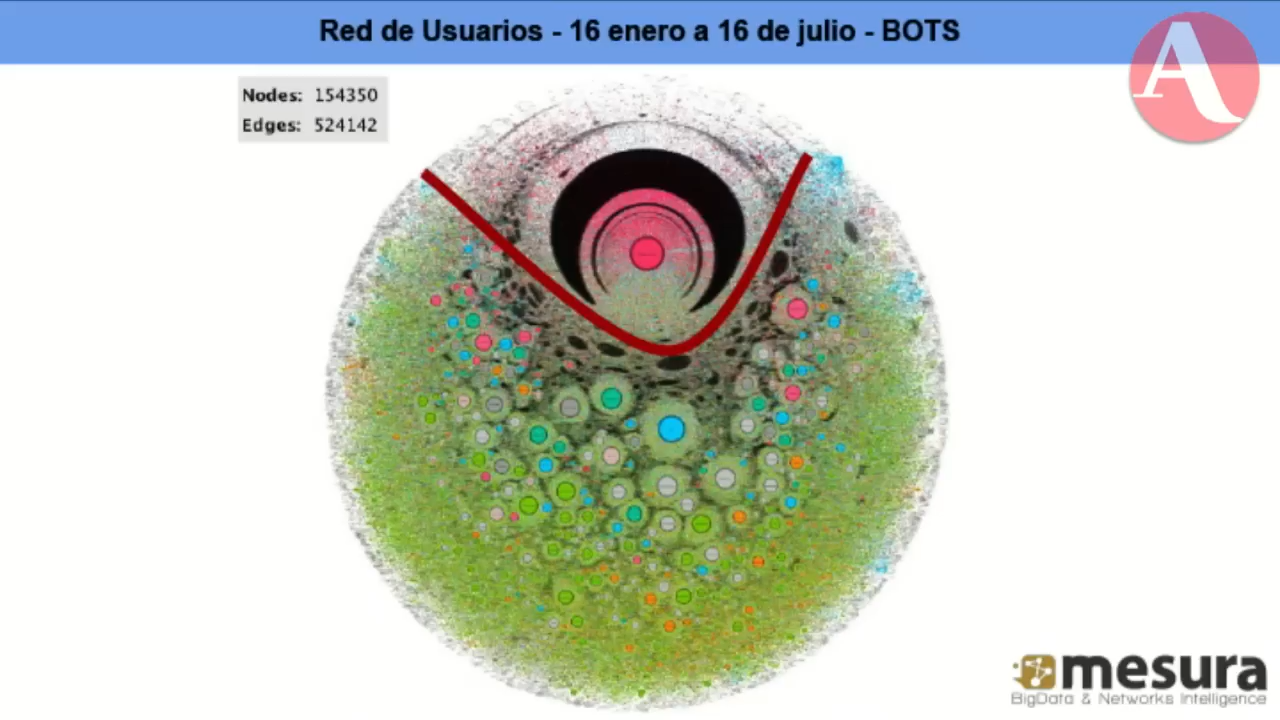 Red de Usuarios - 16 enero a 16 de julio - BOTS
A
Nodes: 154350
Edges: 524142
mesura
BigData & Networks Intelligence